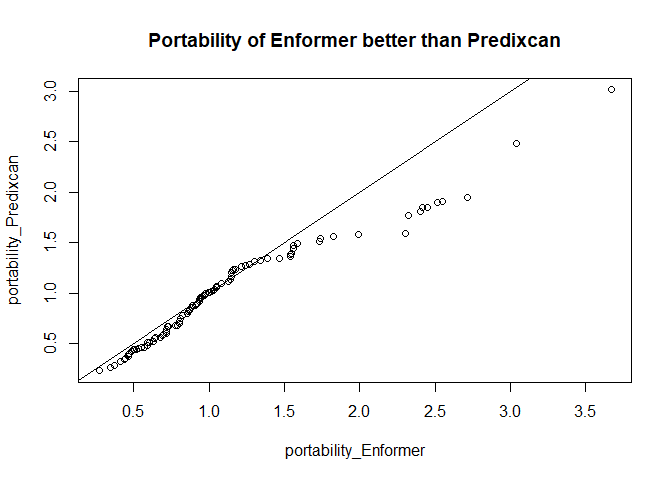 Portability of Enformer better than Predixcan
portability_Predixcan
3.0
2.5
2.0
1.5
1.0
0.5
0.5 1.0 1.5 2.0 2.5 3.0 3.5
portability_Enformer